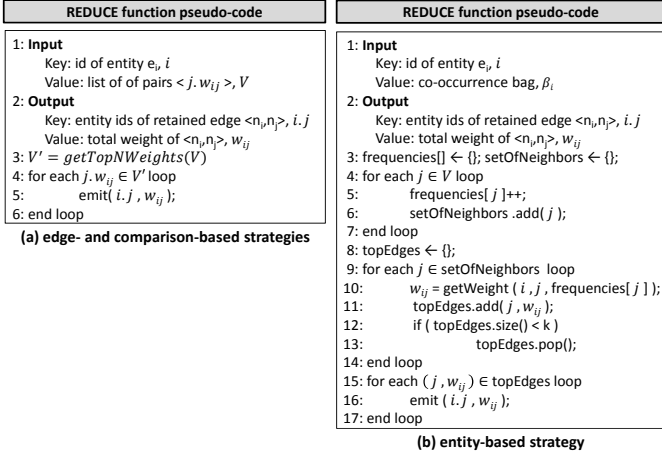 REDUCE function pseudo-code
1: Input
Key: id of entity eᵢ, i
Value: list of of pairs < j.wᵢⱼ >, V
2: Output
Key: entity ids of retained edge <nᵢ,nⱼ>, i.j
Value: total weight of <nᵢ,nⱼ>, wᵢⱼ
3: V' = getTopNWeights(V)
4: for each j.wᵢⱼ ∈ V' loop
5: emit( i.j , wᵢⱼ );
6: end loop
(a) edge- and comparison-based strategies
REDUCE function pseudo-code
1: Input
Key: id of entity eᵢ, i
Value: co-occurrence bag, βᵢ
2: Output
Key: entity ids of retained edge <nᵢ,nⱼ>, i.j
Value: total weight of <nᵢ,nⱼ>, wᵢⱼ
3: frequencies[] ← {}; setOfNeighbors ← {};
4: for each j ∈ V loop
5: frequencies[ j ]++;
6: setOfNeighbors .add( j );
7: end loop
8: topEdges ← {};
9: for each j ∈ setOfNeighbors loop
10: wᵢⱼ = getWeight ( i , j , frequencies[ j ] );
11: topEdges.add( j , wᵢⱼ );
12: if ( topEdges.size() < k )
13: topEdges.pop();
14: end loop
15: for each ( j , wᵢⱼ ) ∈ topEdges loop
16: emit ( i.j , wᵢⱼ );
17: end loop
(b) entity-based strategy